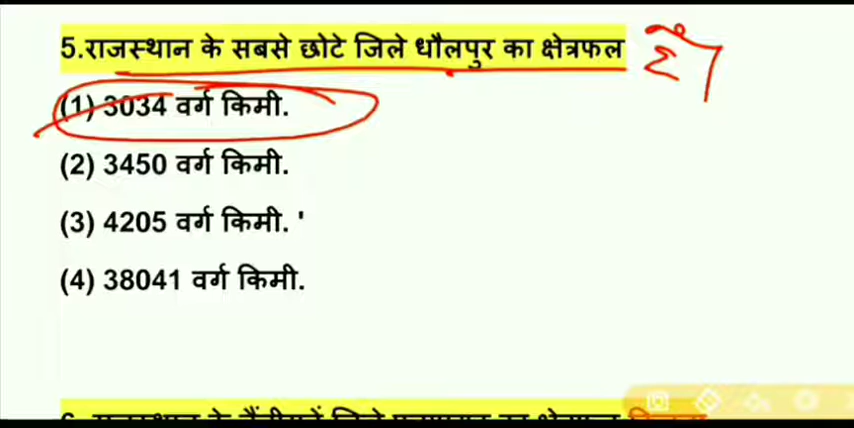 5.राजस्थान के सबसे छोटे जिले धौलपुर का क्षेत्रफल
(1) 3034 वर्ग किमी.
(2) 3450 वर्ग किमी.
(3) 4205 वर्ग किमी. '
(4) 38041 वर्ग किमी.